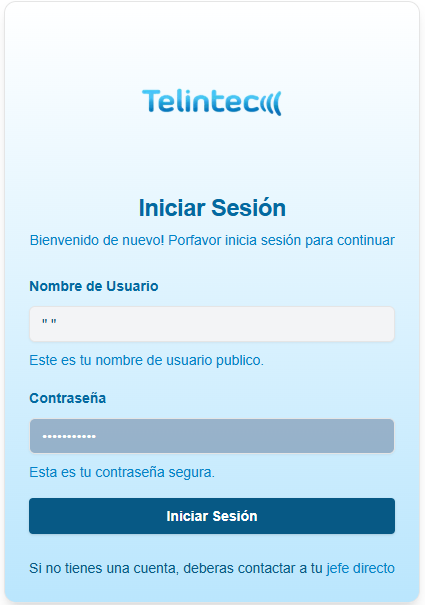 Telintec
Iniciar Sesión
Bienvenido de nuevo! Porfavor inicia sesión para continuar
Nombre de Usuario
" "
Este es tu nombre de usuario publico.
Contraseña
•••••••••••
Esta es tu contraseña segura.
Iniciar Sesión
Si no tienes una cuenta, deberas contactar a tu jefe directo